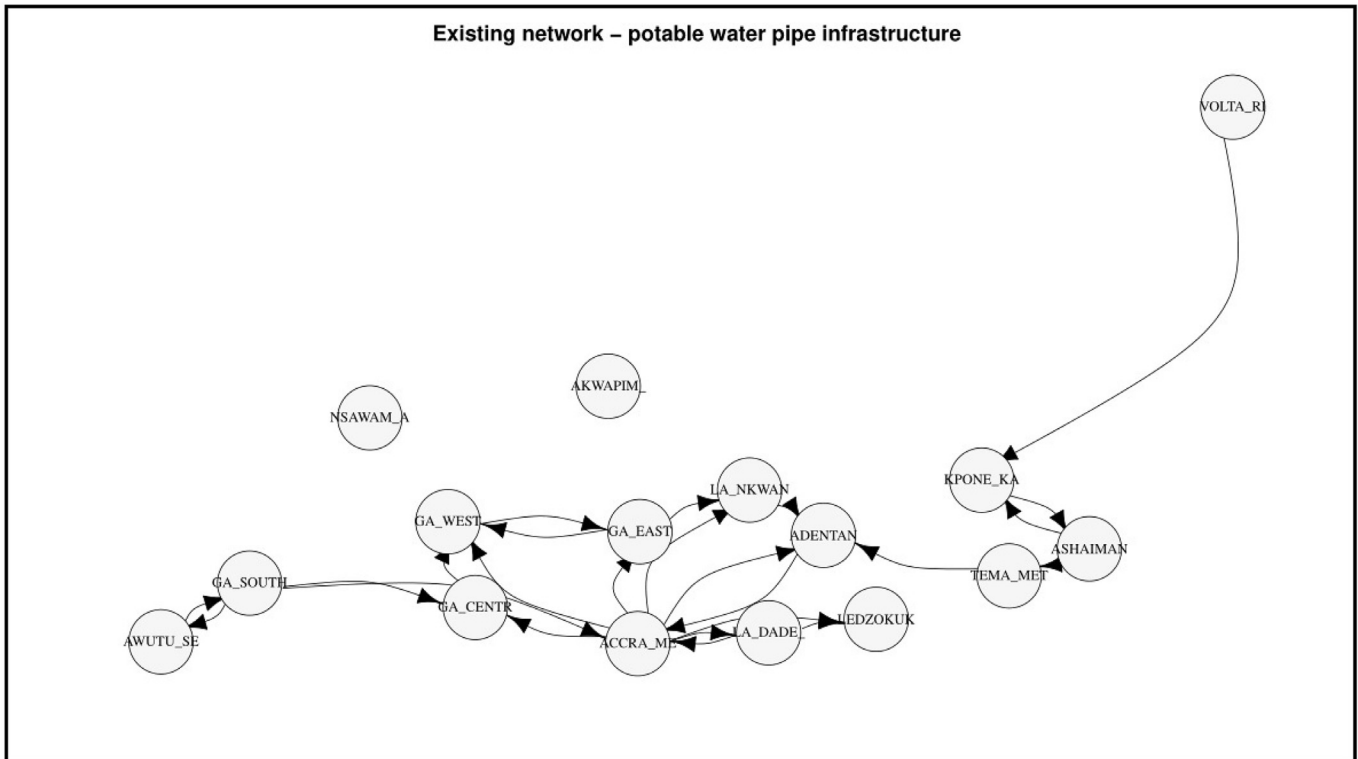 Existing network – potable water pipe infrastructure
VOLTA_RI
AKWAPIM_
NSAWAM_A
KPONE_KA
LA_NKWAN
GA_WEST
GA_EAST
ADENTAN
ASHAIMAN
TEMA_MET
GA_SOUTH
GA_CENTR
LEDZOKUK
LA_DADE_
AWUTU_SE
ACCRA_ME